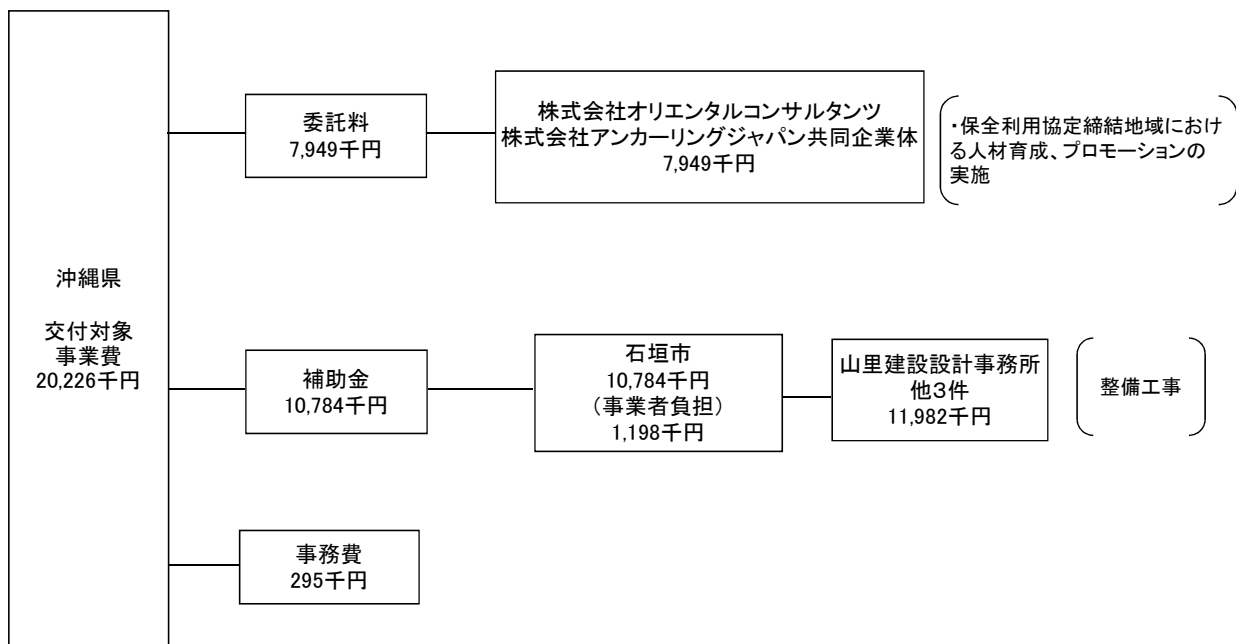 沖縄県
交付対象
事業費
20,226千円
委託料
7,949千円
株式会社オリエンタルコンサルタンツ
株式会社アンカーリングジャパン共同企業体
7,949千円
・保全利用協定締結地域におけ
る人材育成、プロモーションの
実施
補助金
10,784千円
石垣市
10,784千円
（事業者負担）
1,198千円
山里建設設計事務所
他3件
11,982千円
整備工事
事務費
295千円